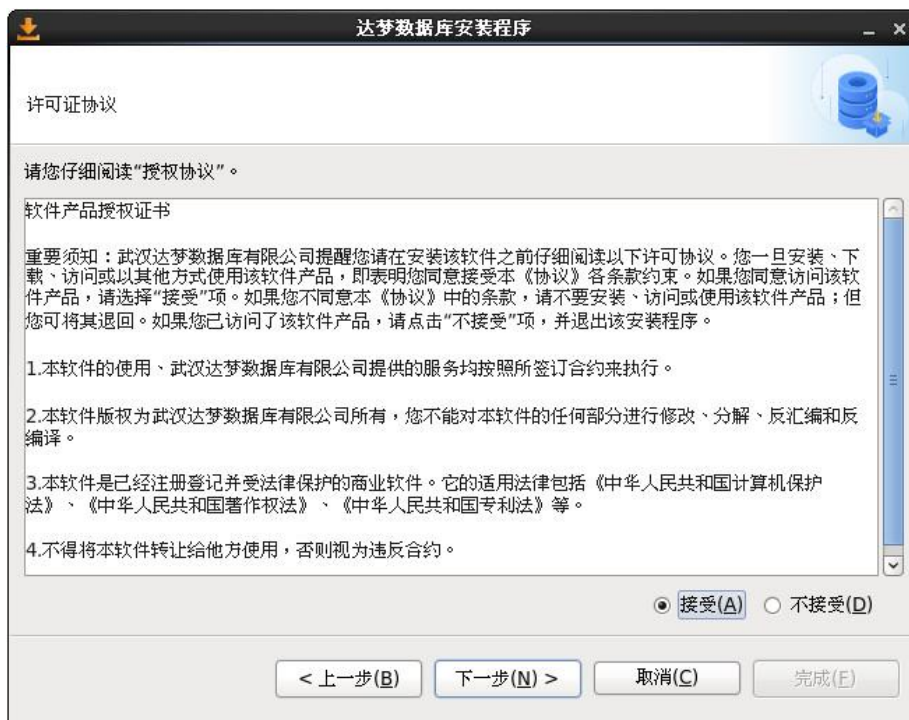 达梦数据库安装程序
许可证协议
请您仔细阅读“授权协议”。
软件产品授权证书
重要须知：武汉达梦数据库有限公司提醒您请在安装该软件之前仔细阅读以下许可协议。您一旦安装、下
载、访问或以其他方式使用该软件产品，即表明您同意接受本《协议》各条款约束。如果您同意访问该软
件产品，请选择“接受”项。如果您不同意本《协议》中的条款，请不要安装、访问或使用该软件产品；但
您可将其退回。如果您已访问了该软件产品，请点击“不接受”项，并退出该安装程序。
1.本软件的使用、武汉达梦数据库有限公司提供的服务均按照所签订合约来执行。
2.本软件版权为武汉达梦数据库有限公司所有，您不能对本软件的任何部分进行修改、分解、反汇编和反
编译。
3.本软件是已经注册登记并受法律保护的商业软件。它的适用法律包括《中华人民共和国计算机保护
法》、《中华人民共和国著作权法》、《中华人民共和国专利法》等。
4.不得将本软件转让给他方使用，否则视为违反合约。
接受(A) 不接受(D)
< 上一步(B) 下一步(N) > 取消(C) 完成(F)